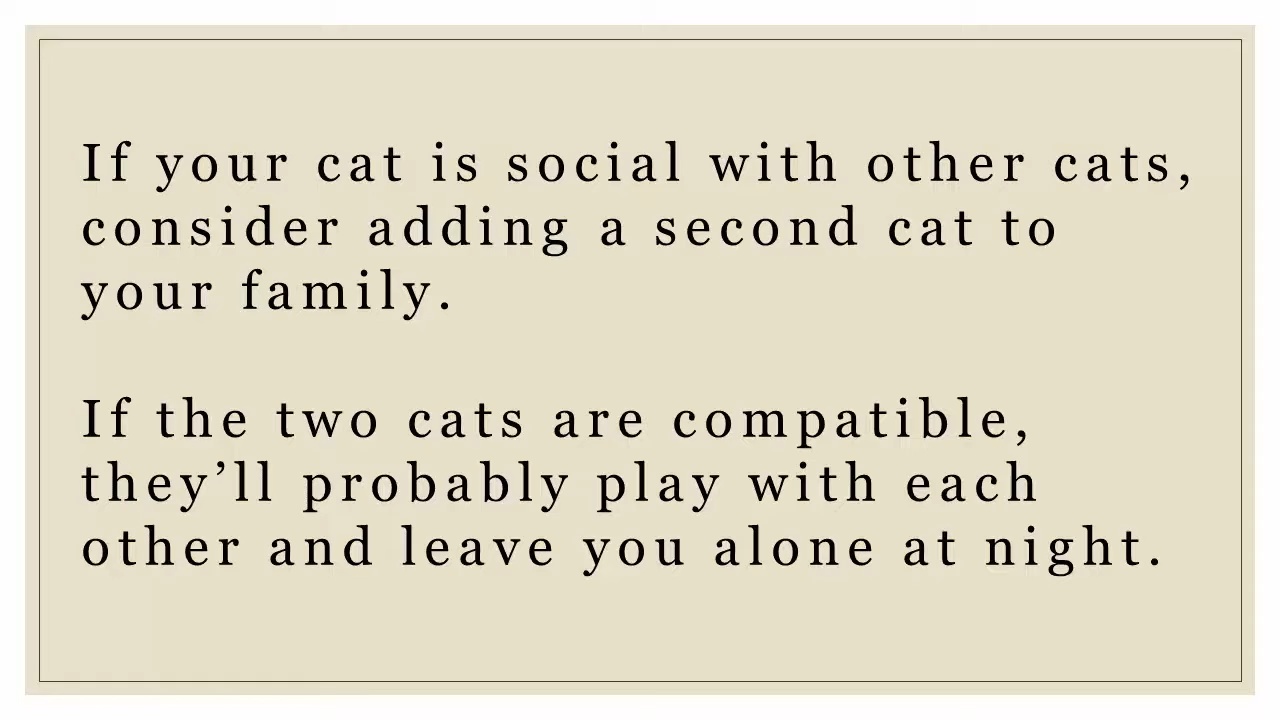 If your cat is social with other cats,
consider adding a second cat to
your family.
If the two cats are compatible,
they’ll probably play with each
other and leave you alone at night.